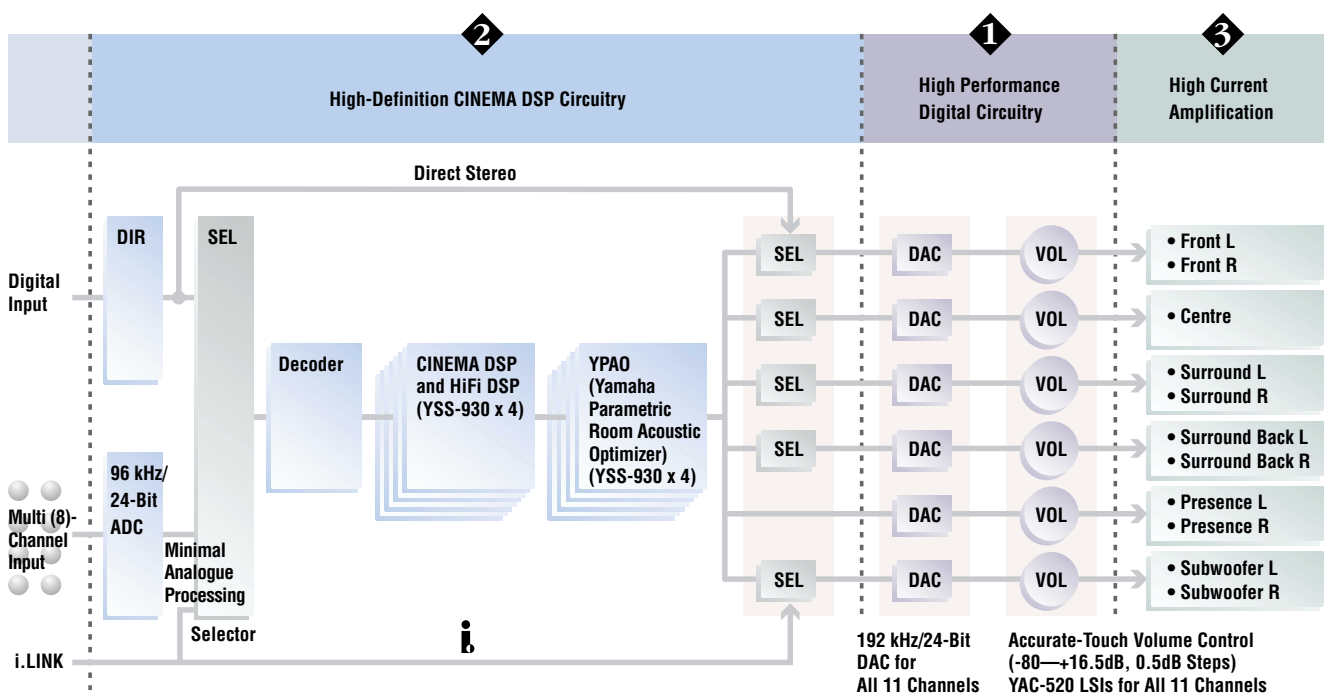 2
1
3
High-Definition CINEMA DSP Circuitry
High Performance
Digital Circuitry
High Current
Amplification
Direct Stereo
Digital
Input
DIR
SEL
Decoder
CINEMA DSP
and HiFi DSP
(YSS-930 x 4)
YPAO
(Yamaha
Parametric
Room Acoustic
Optimizer)
(YSS-930 x 4)
Multi (8)-
Channel
Input
96 kHz/
24-Bit
ADC
Minimal
Analogue
Processing
Selector
i.LINK
i
SEL
DAC
VOL
• Front L
• Front R
SEL
DAC
VOL
• Centre
SEL
DAC
VOL
• Surround L
• Surround R
SEL
DAC
VOL
• Surround Back L
• Surround Back R
DAC
VOL
• Presence L
• Presence R
SEL
DAC
VOL
• Subwoofer L
• Subwoofer R
192 kHz/24-Bit
DAC for
All 11 Channels
Accurate-Touch Volume Control
(-80—+16.5dB, 0.5dB Steps)
YAC-520 LSIs for All 11 Channels